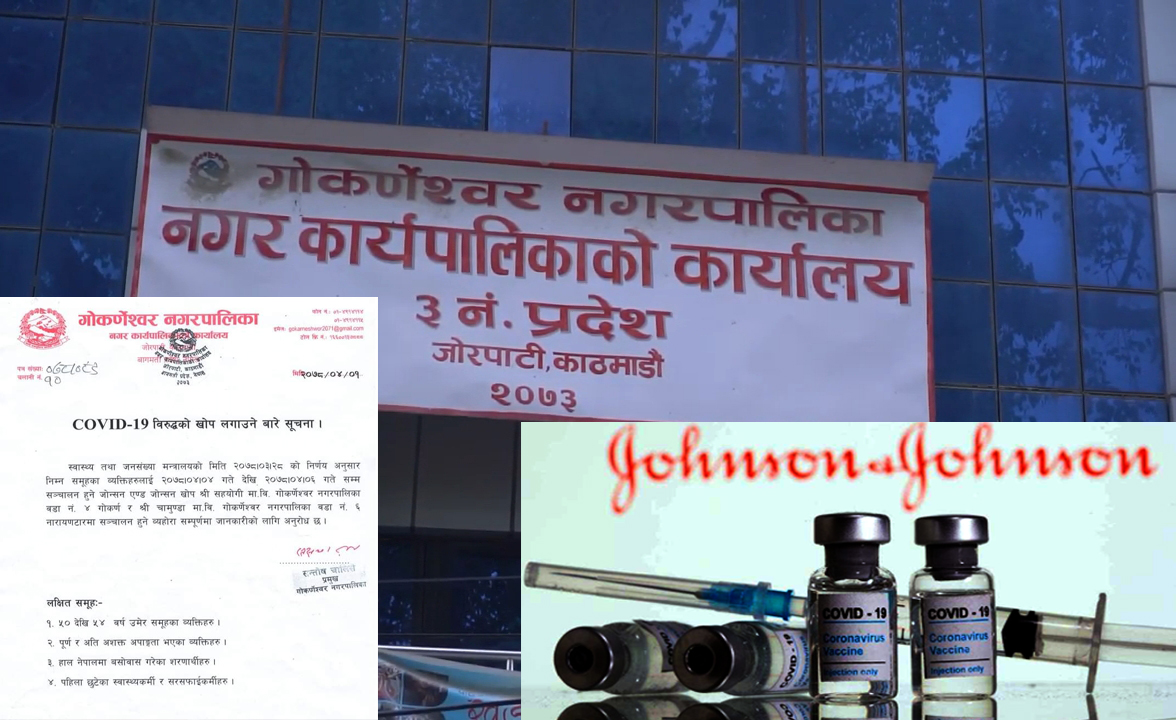 गोकर्णेश्वर नगरपालिका
नगर कार्यपालिकाको कार्यालय
३ नं. प्रदेश
जोरपाटी,काठमाडौं
२०७३
गोकर्णेश्वर नगरपालिका
नगर कार्यपालिकाको कार्यालय
मिति २०७८/०४/०१
COVID-19 विरुद्धको खोप लगाउने बारे सूचना ।
स्वास्थ्य तथा जनसंख्या मन्त्रालयको मिति २०७८।०३।२८ को निर्णय अनुसार
निम्न समूहका व्यक्तिहरुलाई २०७८।०४।०४ गते देखि २०७८।०४।०६ गते सम्म
सञ्चालन हुने जोन्सन एण्ड जोन्सन खोप श्री सहयोगी मा.वि. गोकर्णेश्वर नगरपालिका
वडा नं. ४ गोकर्ण र श्री चामुण्डा मा.वि. गोकर्णेश्वर नगरपालिका वडा नं. ६
नारायणटारमा सञ्चालन हुने व्यहोरा सम्पूर्णमा जानकारीको लागि अनुरोध छ ।
प्रमुख
गोकर्णेश्वर नगरपालिका
लक्षित समूहः-
१. ५० देखि ५४ वर्ष उमेर समूहका व्यक्तिहरु ।
२. पूर्ण र अति अशक्त अपाङ्गता भएका व्यक्तिहरु ।
३. हाल नेपालमा बसोबास गरेका शरणार्थीहरु ।
४. पहिला छुटेका स्वास्थ्यकर्मी र सरसफाईकर्मीहरु ।
Johnson & Johnson
COVID - 19
Coronavirus
Vaccine
Injection only
COVID - 19
Coronavirus
Vaccine
Injection only
COVID-19